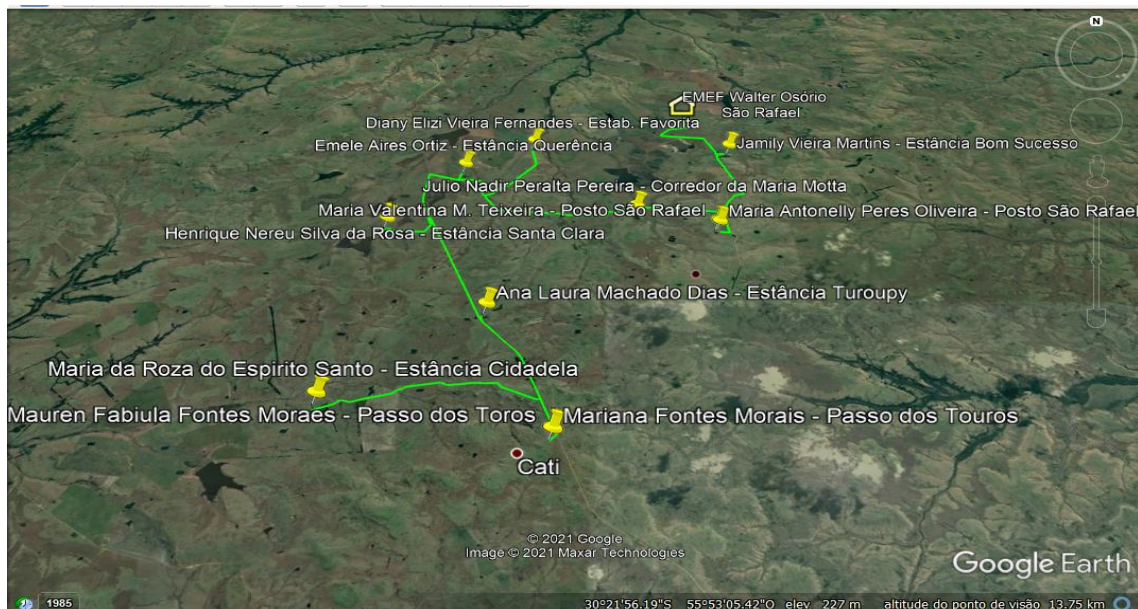 N
EMEF Walter Osório
São Rafael
Diany Elizi Vieira Fernandes - Estab. Favorita
Jamily Vieira Martins - Estância Bom Sucesso
Emele Aires Ortiz - Estância Querência
Julio Nadir Peralta Pereira - Corredor da Maria Motta
Maria Valentina M. Teixeira - Posto São Rafael
Maria Antonelly Peres Oliveira - Posto São Rafael
Henrique Nereu Silva da Rosa - Estância Santa Clara
Ana Laura Machado Dias - Estância Turoupy
Maria da Roza do Espirito Santo - Estância Cidadela
Mauren Fabiula Fontes Moraes - Passo dos Toros
Mariana Fontes Morais - Passo dos Touros
Cati
© 2021 Google
Image © 2021 Maxar Technologies
Google Earth
1985
30°21'56.19"S 55°53'05.42"O elev 227 m altitude do ponto de visão 13.75 km